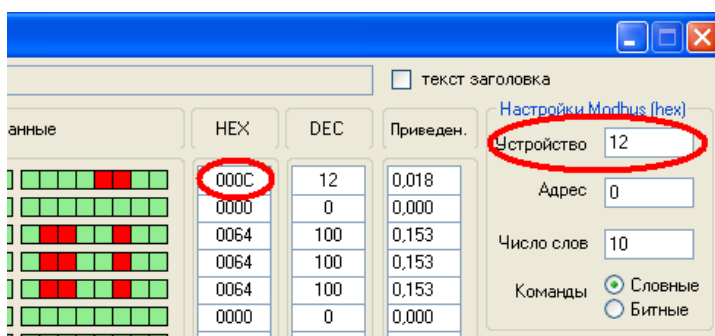 текст заголовка
Настройки Modbus (hex)
анные HEX DEC Приведен.
Устройство 12
000C 12 0,018
Адрес 0
0000 0 0,000
0064 100 0,153
Число слов 10
0064 100 0,153
0064 100 0,153
Команды Словные
0000 0 0,000
Битные